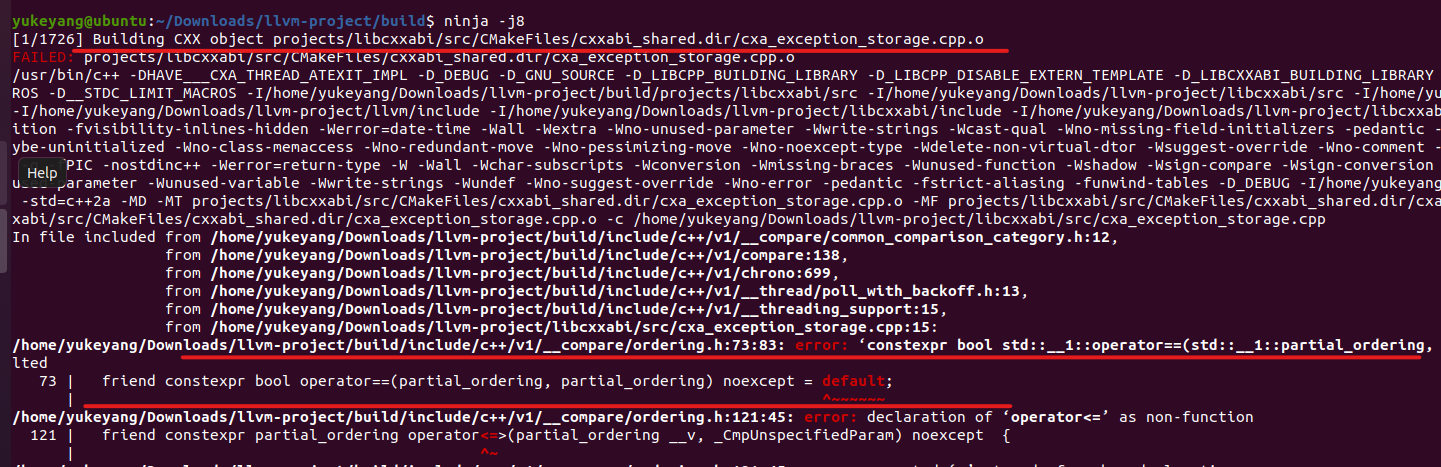 yukeyang@ubuntu:~/Downloads/llvm-project/build$ ninja -j8
[1/1726] Building CXX object projects/libcxxabi/src/CMakeFiles/cxxabi_shared.dir/cxa_exception_storage.cpp.o
FAILED: projects/libcxxabi/src/CMakeFiles/cxxabi_shared.dir/cxa_exception_storage.cpp.o
/usr/bin/c++ -DHAVE___CXA_THREAD_ATEXIT_IMPL -D_DEBUG -D_GNU_SOURCE -D_LIBCPP_BUILDING_LIBRARY -D_LIBCPP_DISABLE_EXTERN_TEMPLATE -D_LIBCXXABI_BUILDING_LIBRARY
ROS -D__STDC_LIMIT_MACROS -I/home/yukeyang/Downloads/llvm-project/build/projects/libcxxabi/src -I/home/yukeyang/Downloads/llvm-project/libcxxabi/src -I/home/yu
-I/home/yukeyang/Downloads/llvm-project/llvm/include -I/home/yukeyang/Downloads/llvm-project/libcxxabi/include -I/home/yukeyang/Downloads/llvm-project/libcxxab
ition -fvisibility-inlines-hidden -Werror=date-time -Wall -Wextra -Wno-unused-parameter -Wwrite-strings -Wcast-qual -Wno-missing-field-initializers -pedantic -
ybe-uninitialized -Wno-class-memaccess -Wno-redundant-move -Wno-pessimizing-move -Wno-noexcept-type -Wdelete-non-virtual-dtor -Wsuggest-override -Wno-comment -
PIC -nostdinc++ -Werror=return-type -W -Wall -Wchar-subscripts -Wconversion -Wmissing-braces -Wunused-function -Wshadow -Wsign-compare -Wsign-conversion
Help
parameter -Wunused-variable -Wwrite-strings -Wundef -Wno-suggest-override -Wno-error -pedantic -fstrict-aliasing -funwind-tables -D_DEBUG -I/home/yukeyang
-std=c++2a -MD -MT projects/libcxxabi/src/CMakeFiles/cxxabi_shared.dir/cxa_exception_storage.cpp.o -MF projects/libcxxabi/src/CMakeFiles/cxxabi_shared.dir/cxa
xabi/src/CMakeFiles/cxxabi_shared.dir/cxa_exception_storage.cpp.o -c /home/yukeyang/Downloads/llvm-project/libcxxabi/src/cxa_exception_storage.cpp
In file included from /home/yukeyang/Downloads/llvm-project/build/include/c++/v1/__compare/common_comparison_category.h:12,
from /home/yukeyang/Downloads/llvm-project/build/include/c++/v1/compare:138,
from /home/yukeyang/Downloads/llvm-project/build/include/c++/v1/chrono:699,
from /home/yukeyang/Downloads/llvm-project/build/include/c++/v1/__thread/poll_with_backoff.h:13,
from /home/yukeyang/Downloads/llvm-project/build/include/c++/v1/__threading_support:15,
from /home/yukeyang/Downloads/llvm-project/libcxxabi/src/cxa_exception_storage.cpp:15:
/home/yukeyang/Downloads/llvm-project/build/include/c++/v1/__compare/ordering.h:73:83: error: ‘constexpr bool std::__1::operator==(std::__1::partial_ordering,
lted
73 | friend constexpr bool operator==(partial_ordering, partial_ordering) noexcept = default;
| ^~~~~~~
/home/yukeyang/Downloads/llvm-project/build/include/c++/v1/__compare/ordering.h:121:45: error: declaration of ‘operator<=’ as non-function
121 | friend constexpr partial_ordering operator<=>(partial_ordering __v, _CmpUnspecifiedParam) noexcept {
| ^~